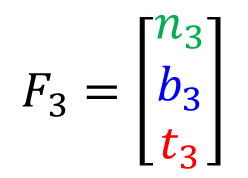 F₃ = [n₃
b₃
t₃]